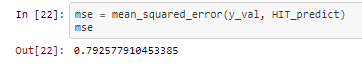 In [22]: mse = mean_squared_error(y_val, HIT_predict)
mse
Out[22]: 0.792577910453385